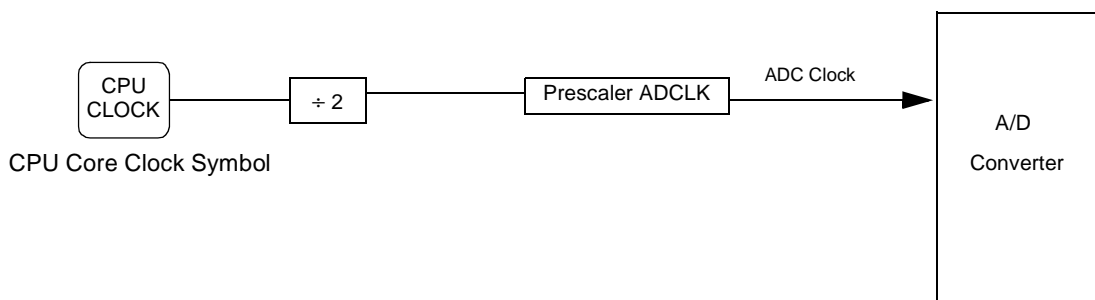 CPU
CLOCK
÷ 2
Prescaler ADCLK
ADC Clock
A/D
Converter
CPU Core Clock Symbol